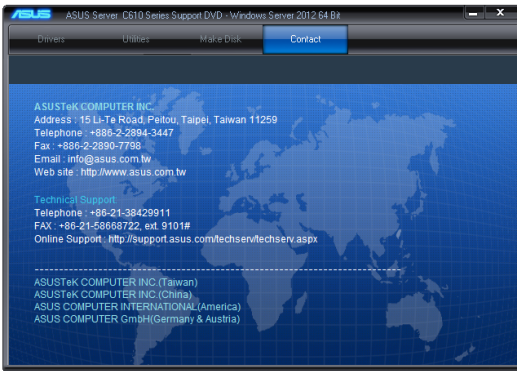 ASUS ASUS Server C610 Series Support DVD - Windows Server 2012 64 Bit
Drivers Utilities Make Disk Contact
ASUSTeK COMPUTER INC.
Address : 15 Li-Te Road, Peitou, Taipei, Taiwan 11259
Telephone : +886-2-2894-3447
Fax : +886-2-2890-7798
Email : info@asus.com.tw
Web site : http://www.asus.com.tw
Technical Support
Telephone : +86-21-38429911
FAX : +86-21-58668722, ext. 9101#
Online Support : http://support.asus.com/techserv/techserv.aspx
ASUSTeK COMPUTER INC.(Taiwan)
ASUSTeK COMPUTER INC.(China)
ASUS COMPUTER INTERNATIONAL(America)
ASUS COMPUTER GmbH(Germany & Austria)